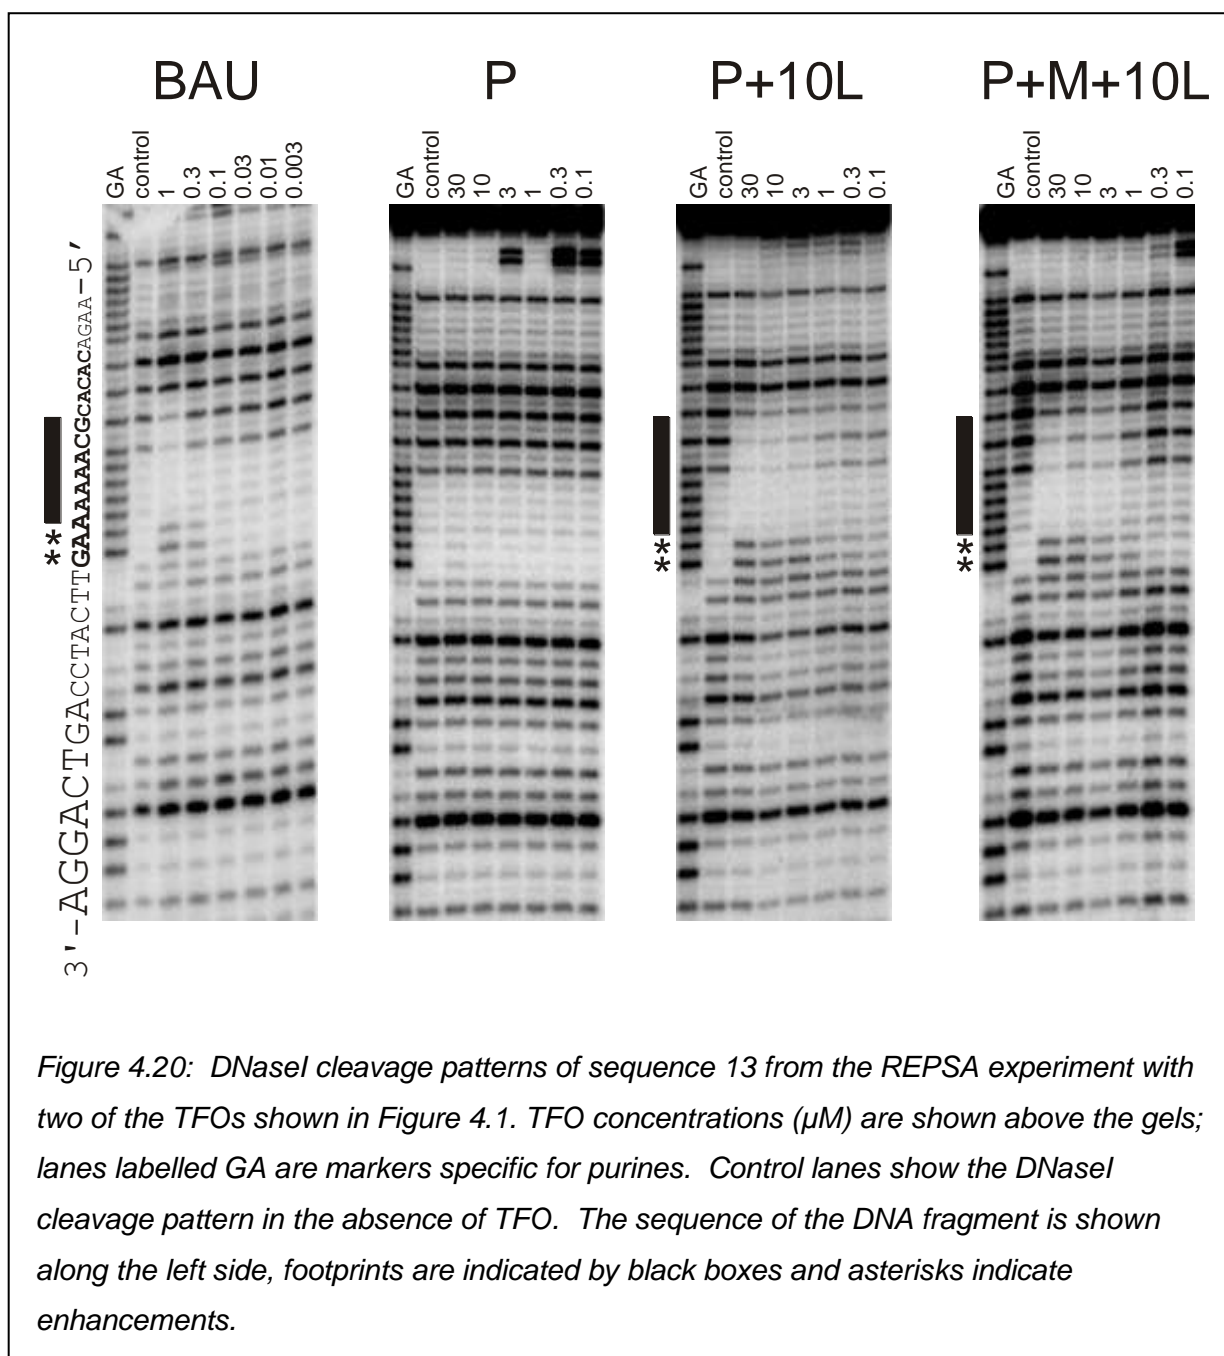 BAU P P+10L P+M+10L
GA control 1 0.3 0.1 0.03 0.01 0.003
GA control 30 10 3 1 0.3 0.1
GA control 30 10 3 1 0.3 0.1
GA control 30 10 3 1 0.3 0.1
3'-AGGACTGACCTACTTGAAAAAACGCACACAGAA-5'
**
**
**
Figure 4.20: DNaseI cleavage patterns of sequence 13 from the REPSA experiment with
two of the TFOs shown in Figure 4.1. TFO concentrations (µM) are shown above the gels;
lanes labelled GA are markers specific for purines. Control lanes show the DNaseI
cleavage pattern in the absence of TFO. The sequence of the DNA fragment is shown
along the left side, footprints are indicated by black boxes and asterisks indicate
enhancements.